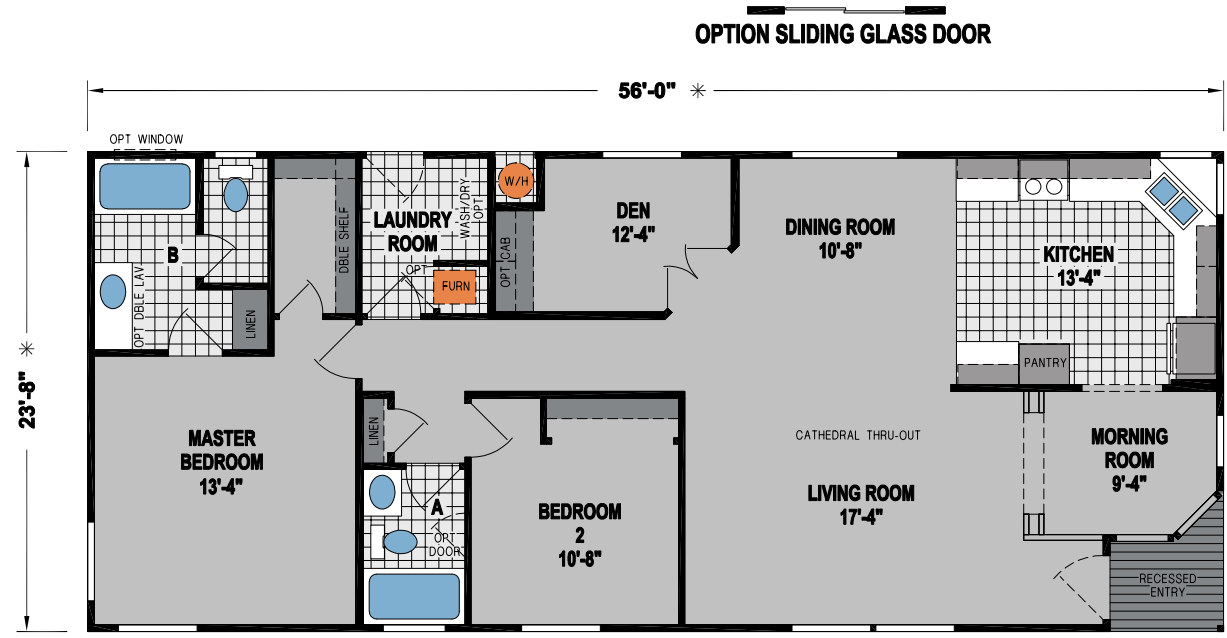 OPTION SLIDING GLASS DOOR
56'-0" ✳
OPT WINDOW
23'-8" ✳
B
OPT DBLE LAV
LINEN
DBLE SHELF
LAUNDRY
ROOM
WASH/DRY
OPT
OPT
FURN
W/H
OPT CAB
DEN
12'-4"
DINING ROOM
10'-8"
KITCHEN
13'-4"
PANTRY
MASTER
BEDROOM
13'-4"
LINEN
A
OPT
DOOR
BEDROOM
2
10'-8"
CATHEDRAL THRU-OUT
LIVING ROOM
17'-4"
MORNING
ROOM
9'-4"
RECESSED
ENTRY